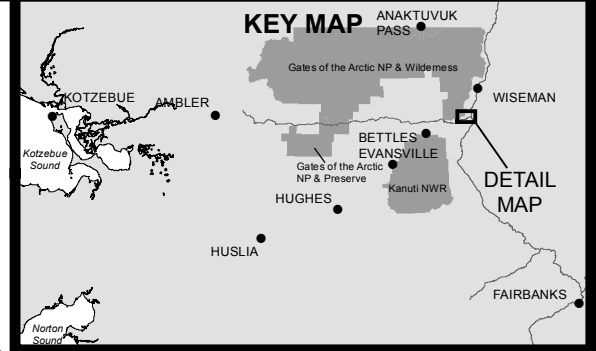 KEY MAP
ANAKTUVUK
PASS
Gates of the Arctic NP & Wilderness
KOTZEBUE
AMBLER
WISEMAN
Kotzebue
Sound
BETTLES
EVANSVILLE
Gates of the Arctic
NP & Preserve
Kanuti NWR
DETAIL
MAP
HUGHES
HUSLIA
FAIRBANKS
Norton
Sound